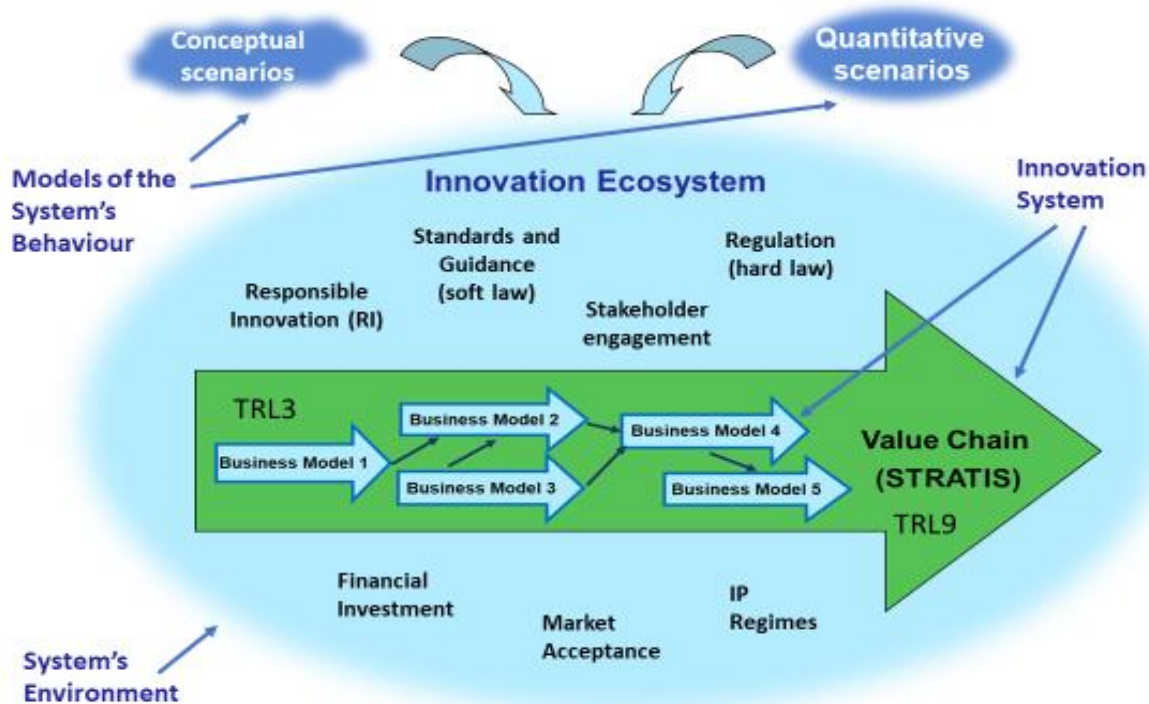 Conceptual
scenarios
Quantitative
scenarios
Models of the
System's
Behaviour
Innovation Ecosystem
Innovation
System
Standards and
Guidance
(soft law)
Regulation
(hard law)
Responsible
Innovation (RI)
Stakeholder
engagement
TRL3
Business Model 1
Business Model 2
Business Model 3
Business Model 4
Business Model 5
Value Chain
(STRATIS)
TRL9
Financial
Investment
Market
Acceptance
IP
Regimes
System's
Environment